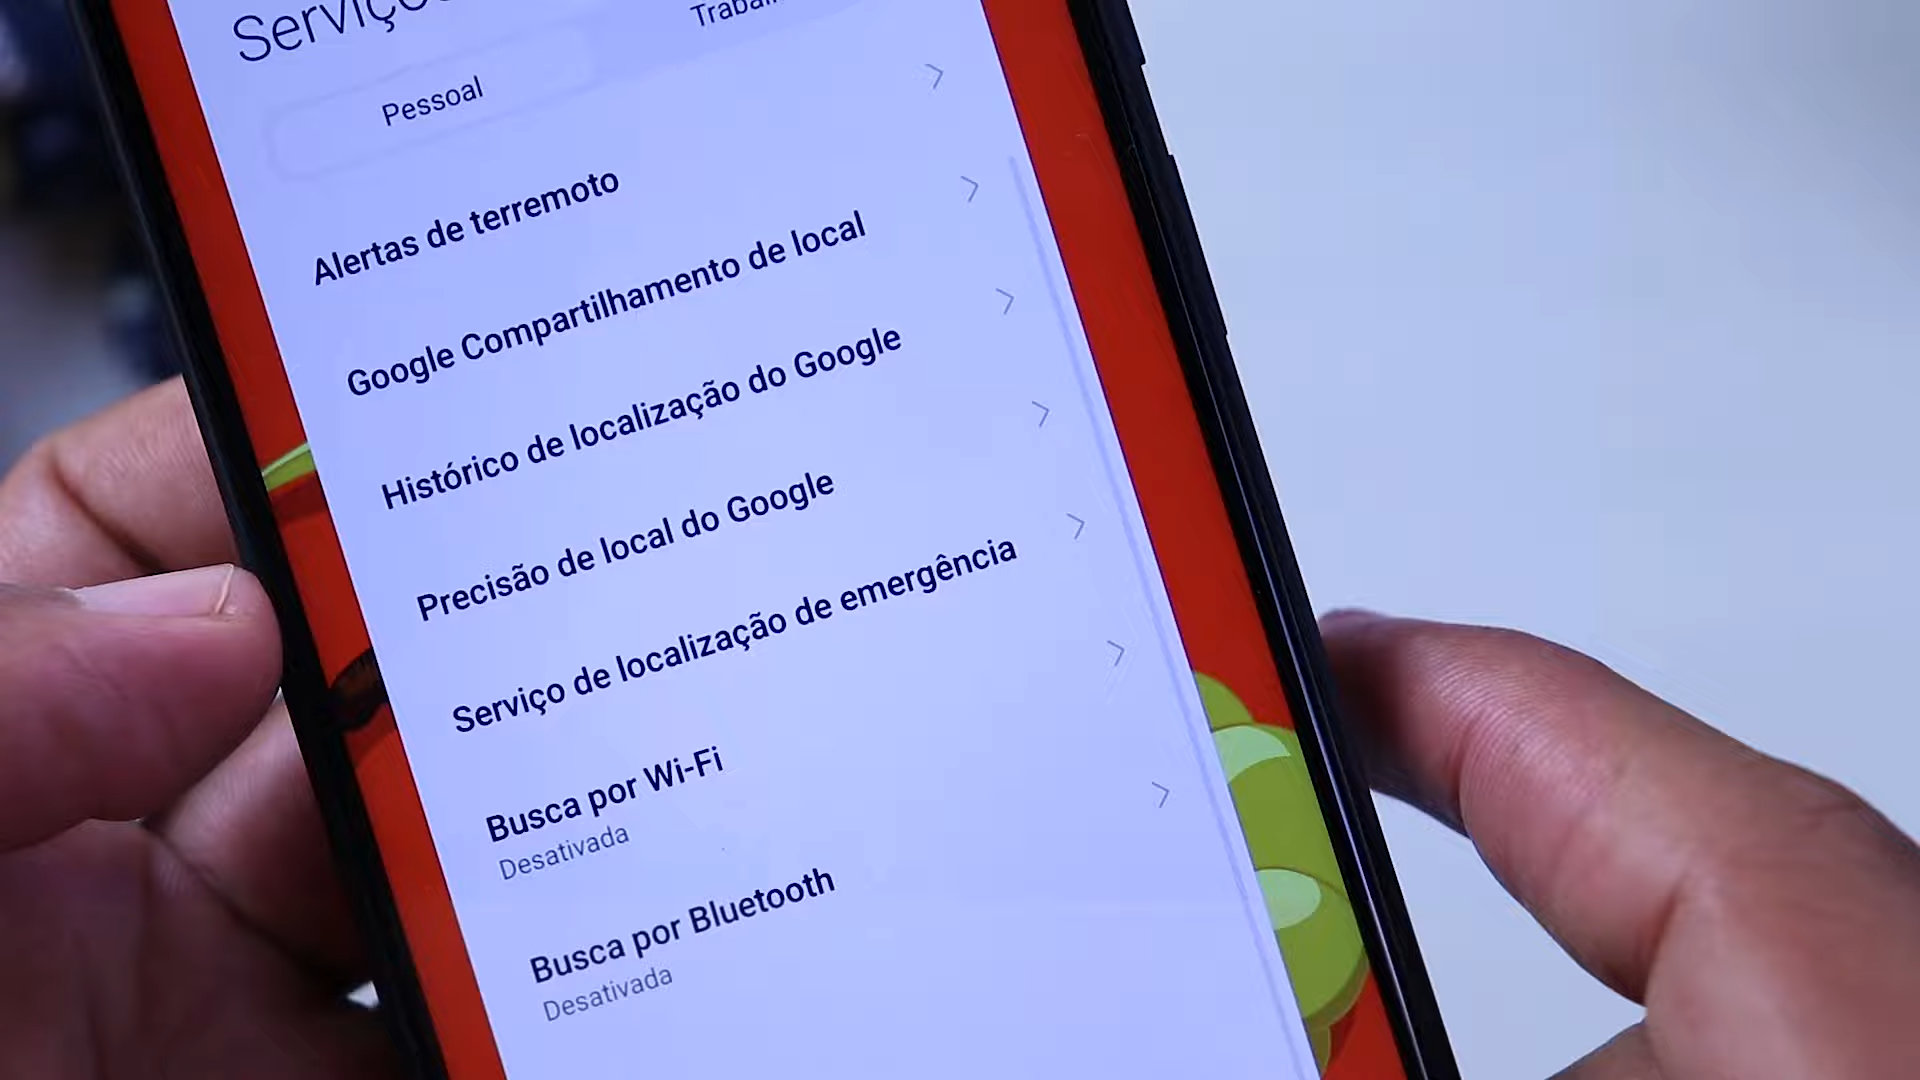 Pessoal
Alertas de terremoto
Google Compartilhamento de local
Histórico de localização do Google
Precisão de local do Google
Serviço de localização de emergência
Busca por Wi-Fi
Desativada
Busca por Bluetooth
Desativada